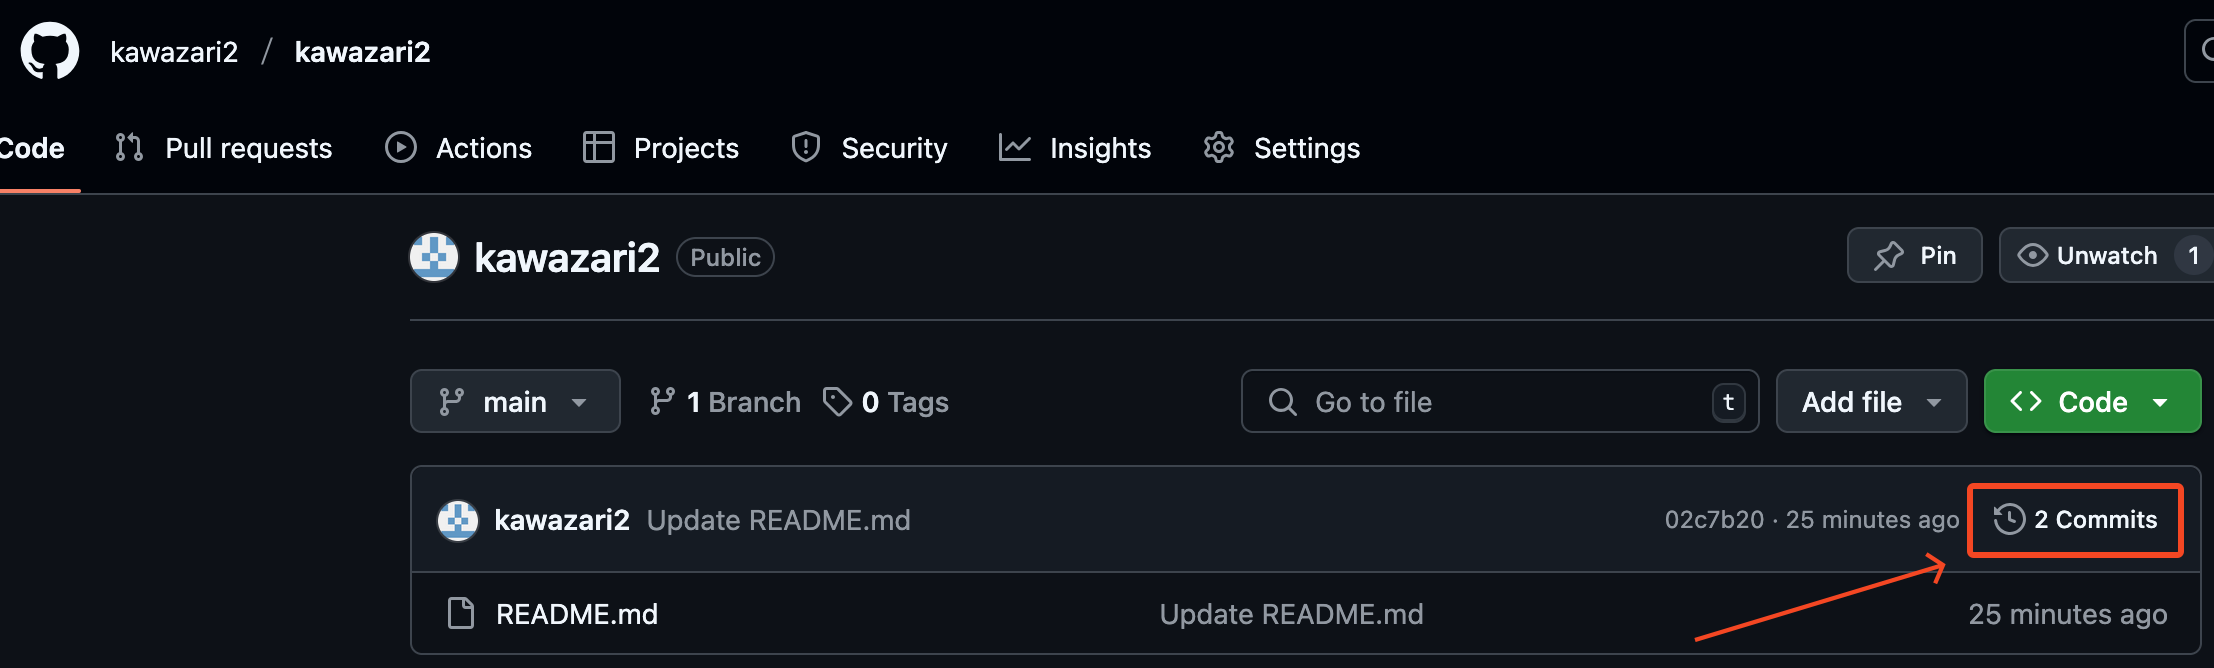 kawazari2 / kawazari2
Code Pull requests Actions Projects Security Insights Settings
kawazari2 Public Pin Unwatch 1
main 1 Branch 0 Tags Go to file t Add file Code
kawazari2 Update README.md 02c7b20 · 25 minutes ago 2 Commits
README.md Update README.md 25 minutes ago